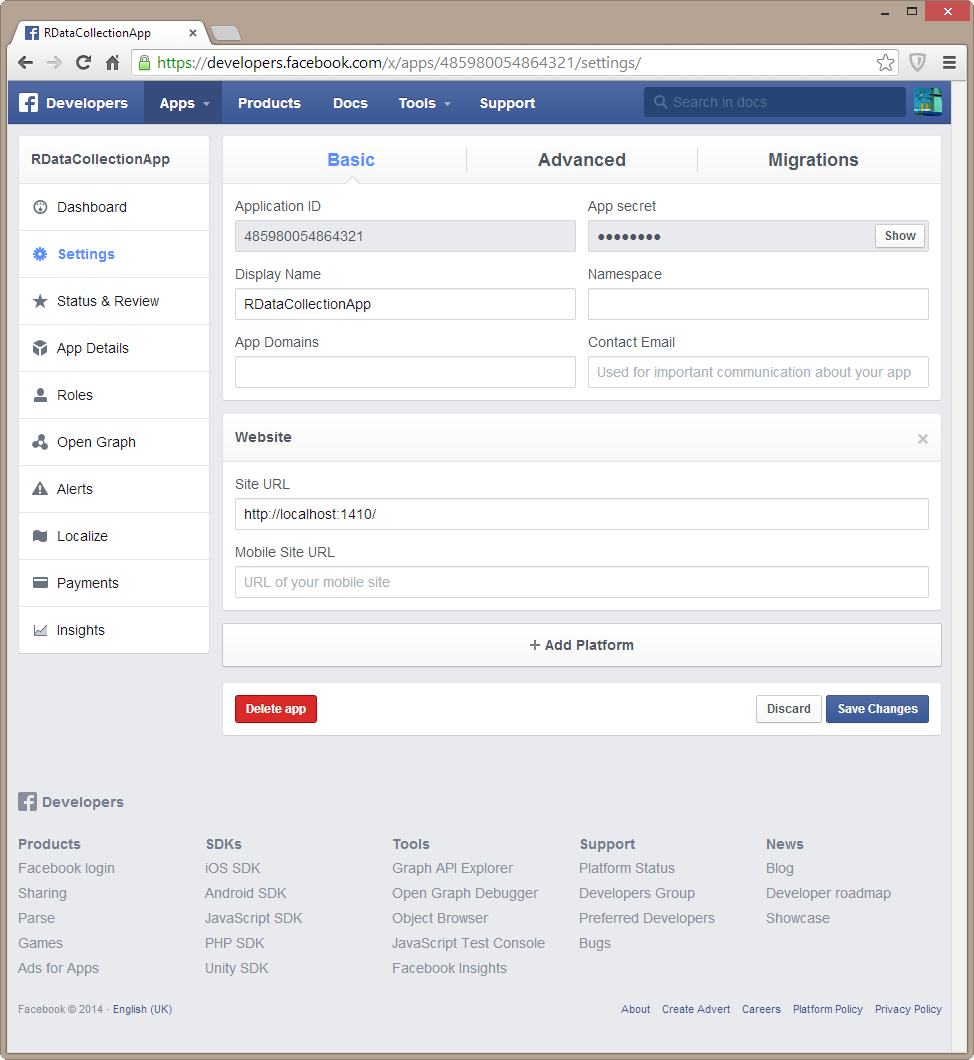 RDataCollectionApp
https://developers.facebook.com/x/apps/485980054864321/settings/
Developers Apps Products Docs Tools Support Search in docs
RDataCollectionApp
Dashboard
Settings
Status & Review
App Details
Roles
Open Graph
Alerts
Localize
Payments
Insights
Basic Advanced Migrations
Application ID App secret
485980054864321 •••••••• Show
Display Name Namespace
RDataCollectionApp
App Domains Contact Email
Used for important communication about your app
Website
Site URL
http://localhost:1410/
Mobile Site URL
URL of your mobile site
+ Add Platform
Delete app Discard Save Changes
Developers
Products SDKs Tools Support News
Facebook login iOS SDK Graph API Explorer Platform Status Blog
Sharing Android SDK Open Graph Debugger Developers Group Developer roadmap
Parse JavaScript SDK Object Browser Preferred Developers Showcase
Games PHP SDK JavaScript Test Console Bugs
Ads for Apps Unity SDK Facebook Insights
Facebook © 2014 · English (UK) About Create Advert Careers Platform Policy Privacy Policy